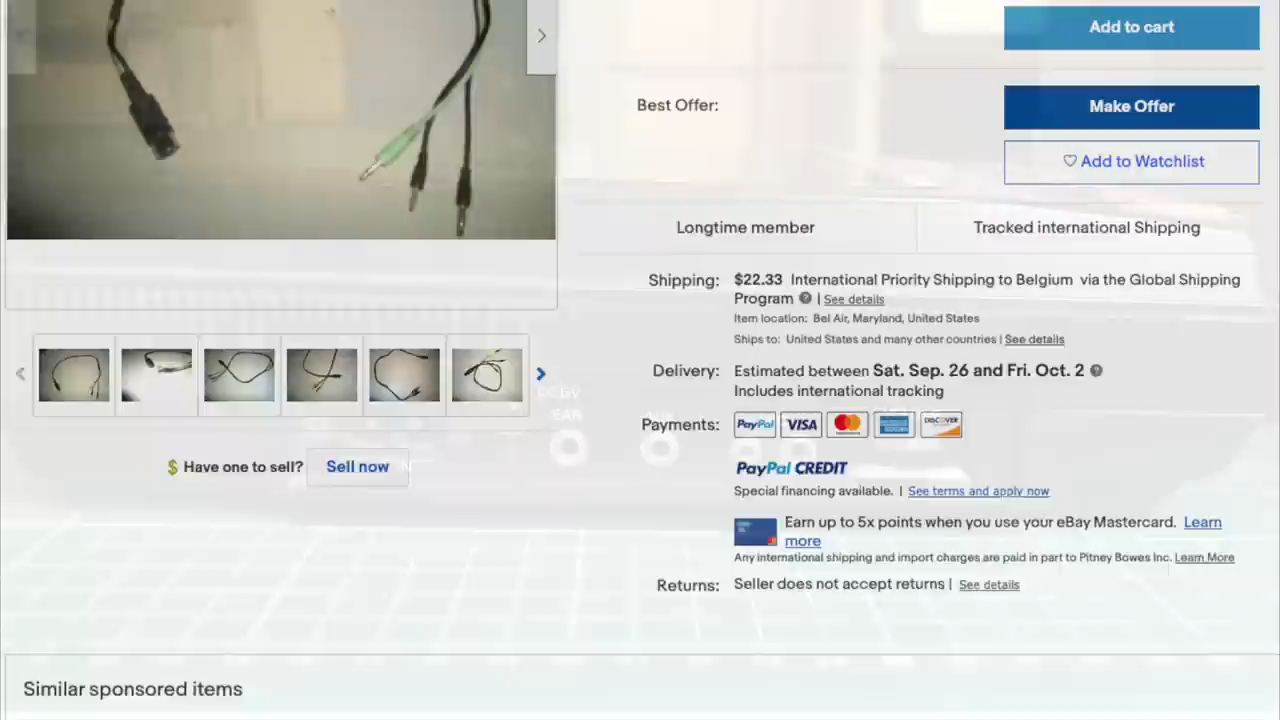 Add to cart
Best Offer:
Make Offer
Add to Watchlist
Longtime member
Tracked international Shipping
Shipping:
$22.33 International Priority Shipping to Belgium via the Global Shipping
Program | See details
Item location: Bel Air, Maryland, United States
Ships to: United States and many other countries | See details
Delivery:
Estimated between Sat. Sep. 26 and Fri. Oct. 2
Includes international tracking
DC6V
EAR
Payments:
PayPal VISA DISCOVER
PayPal CREDIT
$ Have one to sell? Sell now
Special financing available. | See terms and apply now
Earn up to 5x points when you use your eBay Mastercard. Learn
more
Any international shipping and import charges are paid in part to Pitney Bowes Inc. Learn More
Returns:
Seller does not accept returns | See details
Similar sponsored items